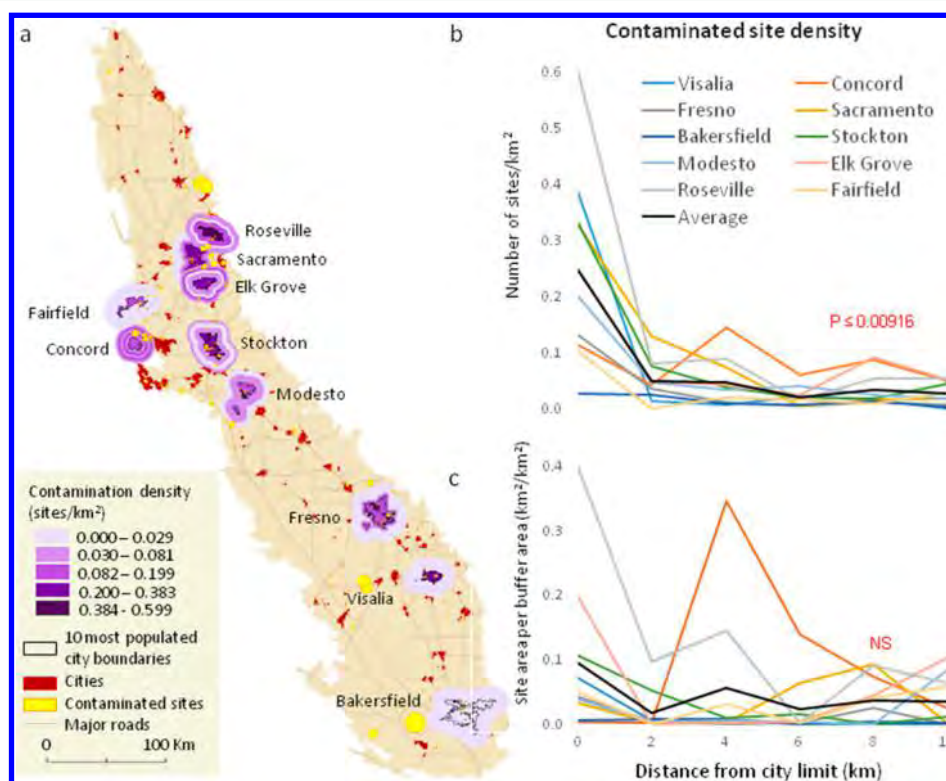 a
Roseville
Sacramento
Elk Grove
Fairfield
Concord
Stockton
Modesto
Fresno
Visalia
Bakersfield
Contamination density
(sites/km²)
0.000 – 0.029
0.030 – 0.081
0.082 – 0.199
0.200 – 0.383
0.384 - 0.599
10 most populated
city boundaries
Cities
Contaminated sites
Major roads
0 100 Km
b
Contaminated site density
Number of sites/km²
0.6
0.5
0.4
0.3
0.2
0.1
0.0
Visalia
Concord
Fresno
Sacramento
Bakersfield
Stockton
Modesto
Elk Grove
Roseville
Fairfield
Average
P ≤ 0.00916
c
Site area per buffer area (km²/km²)
0.4
0.3
0.2
0.1
0.0
NS
0 2 4 6 8
Distance from city limit (km)